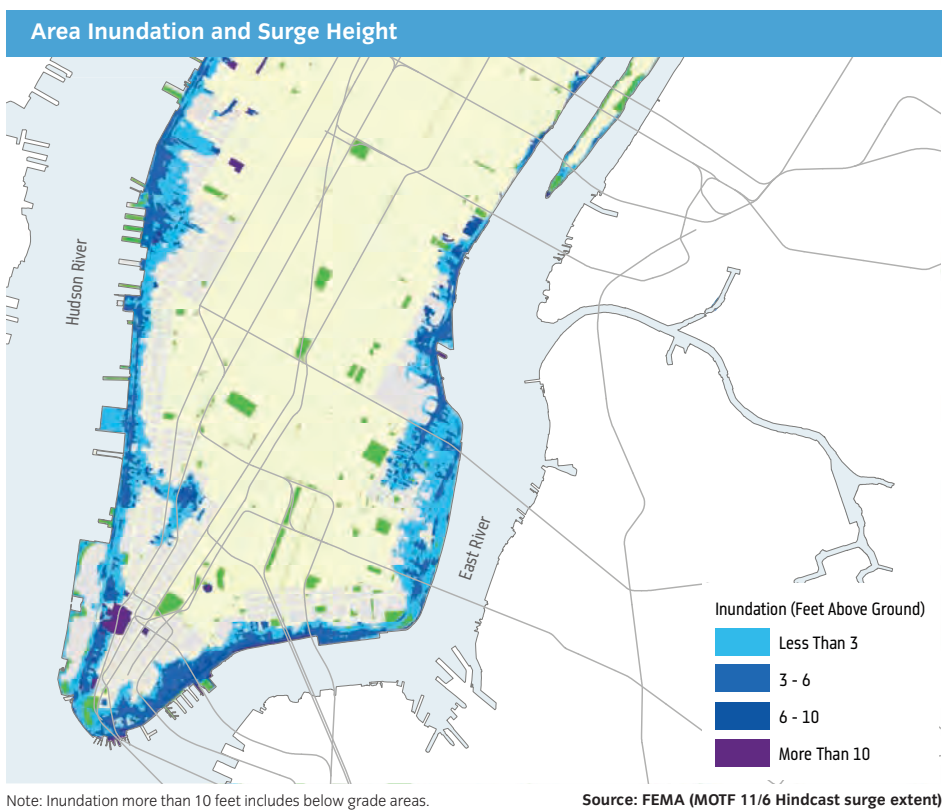 Area Inundation and Surge Height
Hudson River
East River
Inundation (Feet Above Ground)
Less Than 3
3 - 6
6 - 10
More Than 10
Note: Inundation more than 10 feet includes below grade areas.
Source: FEMA (MOTF 11/6 Hindcast surge extent)